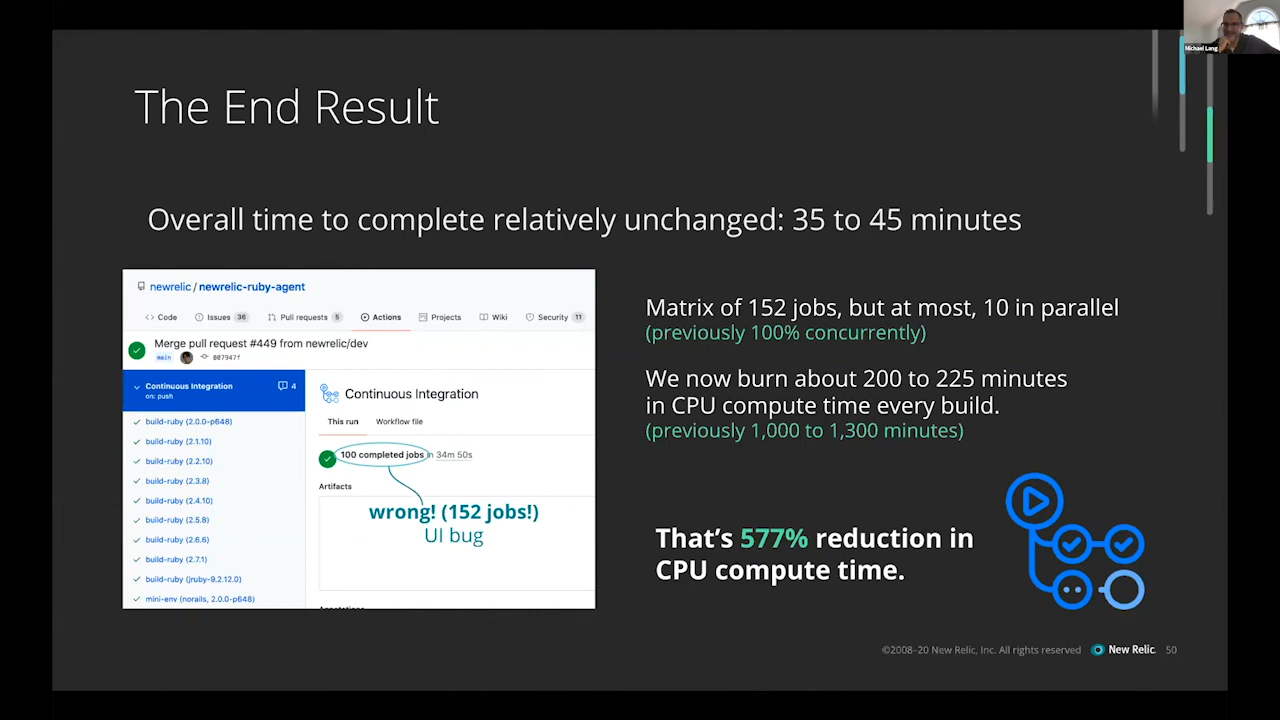 Michael Lang
The End Result
Overall time to complete relatively unchanged: 35 to 45 minutes
newrelic / newrelic-ruby-agent
Code Issues 36 Pull requests 5 Actions Projects Wiki Security 11
Merge pull request #449 from newrelic/dev
main 007947f
Continuous Integration 4
on: push
build-ruby (2.0.0-p648)
build-ruby (2.1.10)
build-ruby (2.2.10)
build-ruby (2.3.8)
build-ruby (2.4.10)
build-ruby (2.5.8)
build-ruby (2.6.6)
build-ruby (2.7.1)
build-ruby (jruby-9.2.12.0)
mini-env (norails, 2.0.0-p648)
Continuous Integration
This run Workflow file
100 completed jobs in 34m 50s
Artifacts
wrong! (152 jobs!)
UI bug
Matrix of 152 jobs, but at most, 10 in parallel
(previously 100% concurrently)
We now burn about 200 to 225 minutes
in CPU compute time every build.
(previously 1,000 to 1,300 minutes)
That's 577% reduction in
CPU compute time.
©2008–20 New Relic, Inc. All rights reserved New Relic. 50